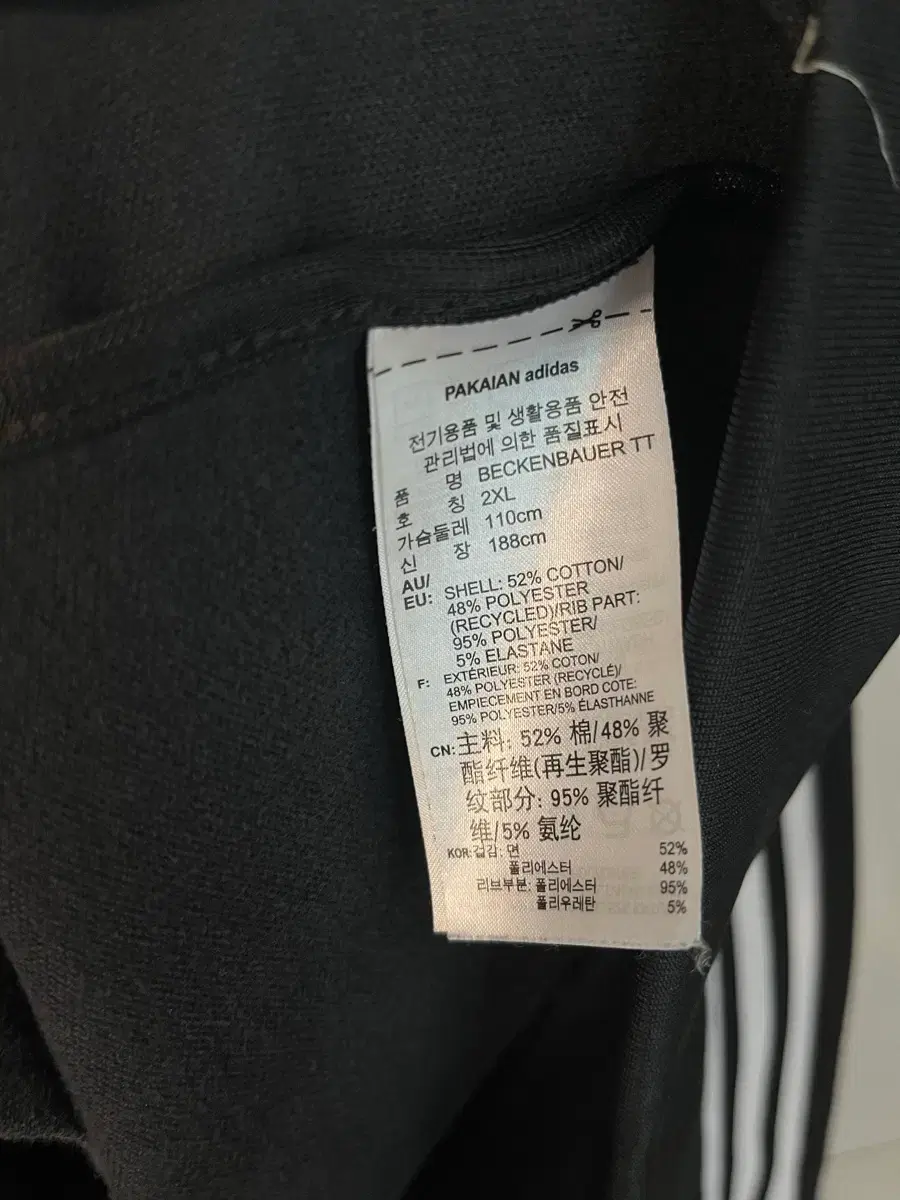 PAKAIAN adidas
전기용품 및 생활용품 안전
관리법에 의한 품질표시
품 명 BECKENBAUER TT
호 칭 2XL
가슴둘레 110cm
신 장 188cm
AU/
EU: SHELL: 52% COTTON/
48% POLYESTER
(RECYCLED)/RIB PART:
95% POLYESTER/
5% ELASTANE
F: EXTÉRIEUR: 52% COTON/
48% POLYESTER (RECYCLÉ)/
EMPIECEMENT EN BORD COTE:
95% POLYESTER/5% ÉLASTHANNE
CN: 主料: 52% 棉/48% 聚
酯纤维(再生聚酯)/罗
纹部分: 95% 聚酯纤
维/5% 氨纶
KOR: 겉감: 면 52%
폴리에스터 48%
리브부분: 폴리에스터 95%
폴리우레탄 5%